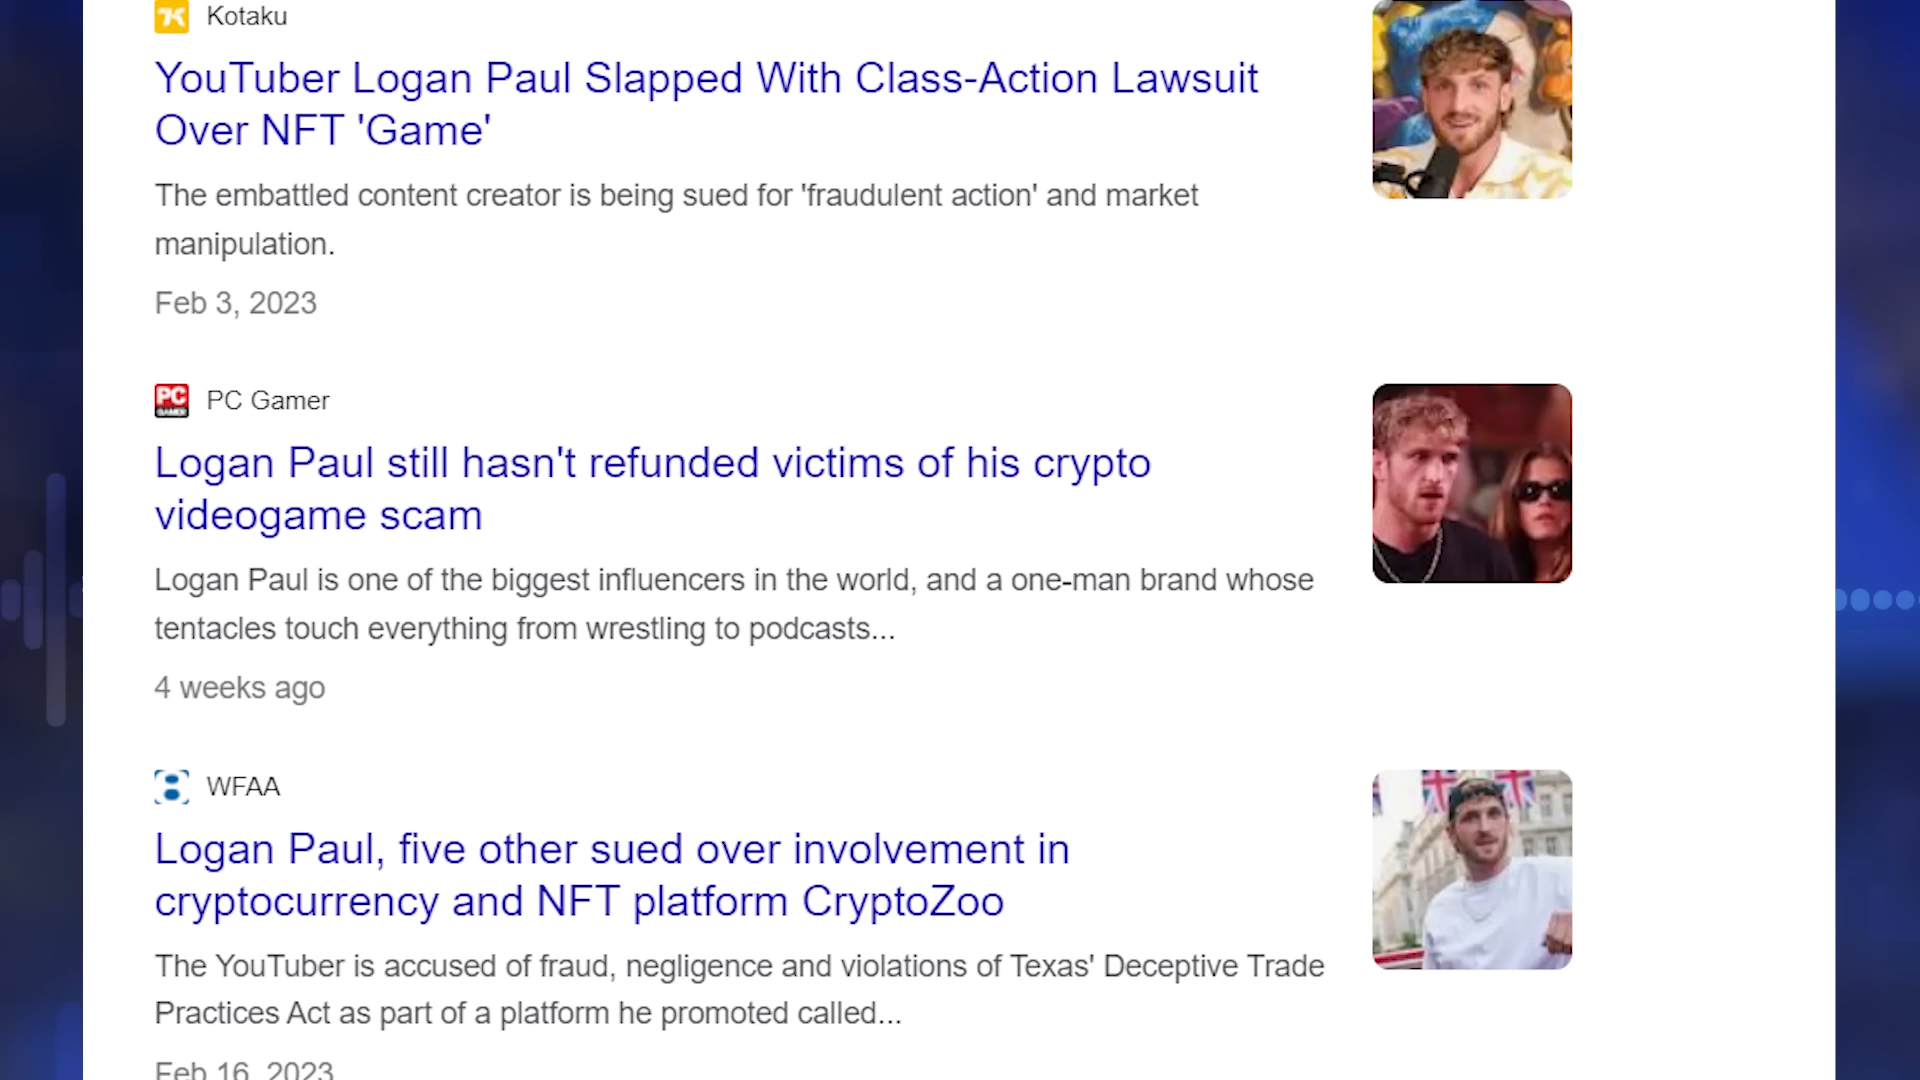 Kotaku
YouTuber Logan Paul Slapped With Class-Action Lawsuit
Over NFT 'Game'
The embattled content creator is being sued for 'fraudulent action' and market
manipulation.
Feb 3, 2023
PC GAMER
PC Gamer
Logan Paul still hasn't refunded victims of his crypto
videogame scam
Logan Paul is one of the biggest influencers in the world, and a one-man brand whose
tentacles touch everything from wrestling to podcasts...
4 weeks ago
WFAA
Logan Paul, five other sued over involvement in
cryptocurrency and NFT platform CryptoZoo
The YouTuber is accused of fraud, negligence and violations of Texas' Deceptive Trade
Practices Act as part of a platform he promoted called...
Feb 16, 2023